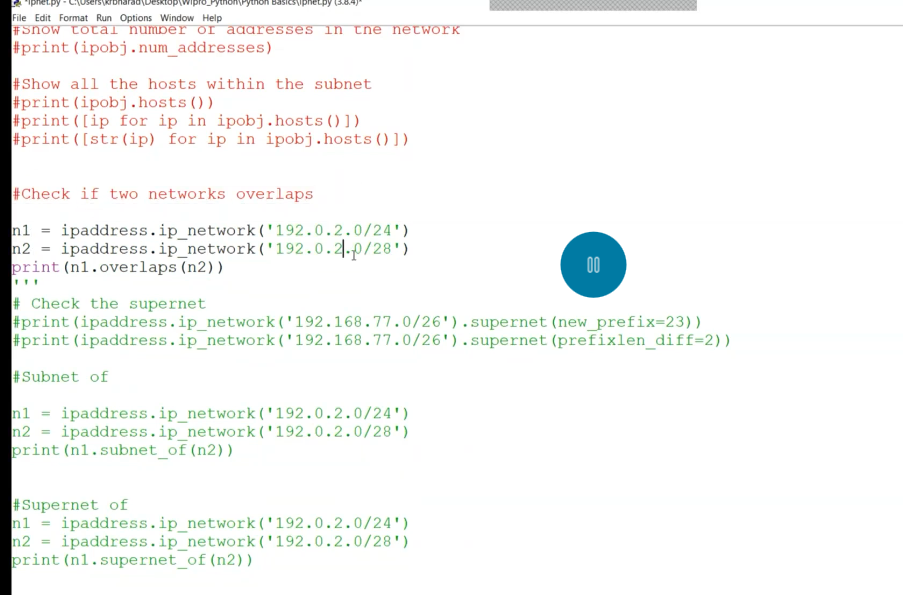 *ipnet.py - C:\Users\krbharad\Desktop\Wipro_Python\Python Basics\ipnet.py (3.8.4)*
File Edit Format Run Options Window Help
#Show total number of addresses in the network
#print(ipobj.num_addresses)
#Show all the hosts within the subnet
#print(ipobj.hosts())
#print([ip for ip in ipobj.hosts()])
#print([str(ip) for ip in ipobj.hosts()])
#Check if two networks overlaps
n1 = ipaddress.ip_network('192.0.2.0/24')
n2 = ipaddress.ip_network('192.0.2.0/28')
print(n1.overlaps(n2))
'''
# Check the supernet
#print(ipaddress.ip_network('192.168.77.0/26').supernet(new_prefix=23))
#print(ipaddress.ip_network('192.168.77.0/26').supernet(prefixlen_diff=2))
#Subnet of
n1 = ipaddress.ip_network('192.0.2.0/24')
n2 = ipaddress.ip_network('192.0.2.0/28')
print(n1.subnet_of(n2))
#Supernet of
n1 = ipaddress.ip_network('192.0.2.0/24')
n2 = ipaddress.ip_network('192.0.2.0/28')
print(n1.supernet_of(n2))